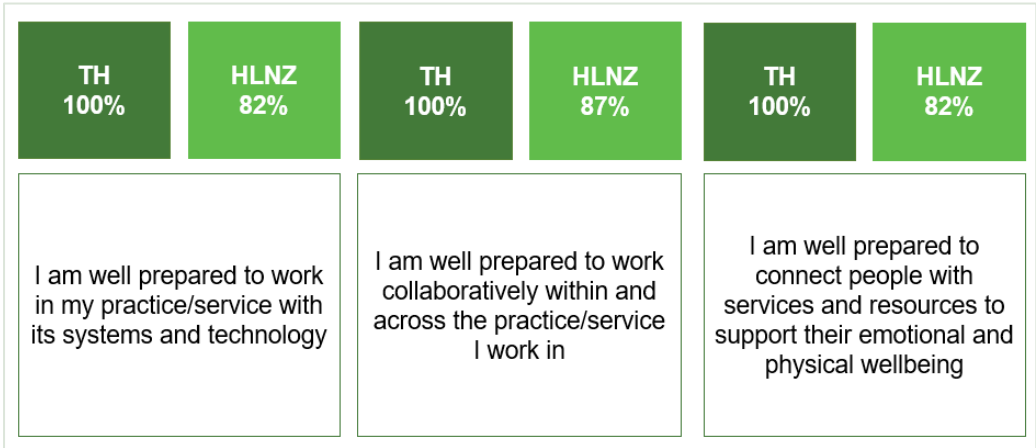 TH
100%
HLNZ
82%
TH
100%
HLNZ
87%
TH
100%
HLNZ
82%
I am well prepared to work
in my practice/service with
its systems and technology
I am well prepared to work
collaboratively within and
across the practice/service
I work in
I am well prepared to
connect people with
services and resources to
support their emotional and
physical wellbeing